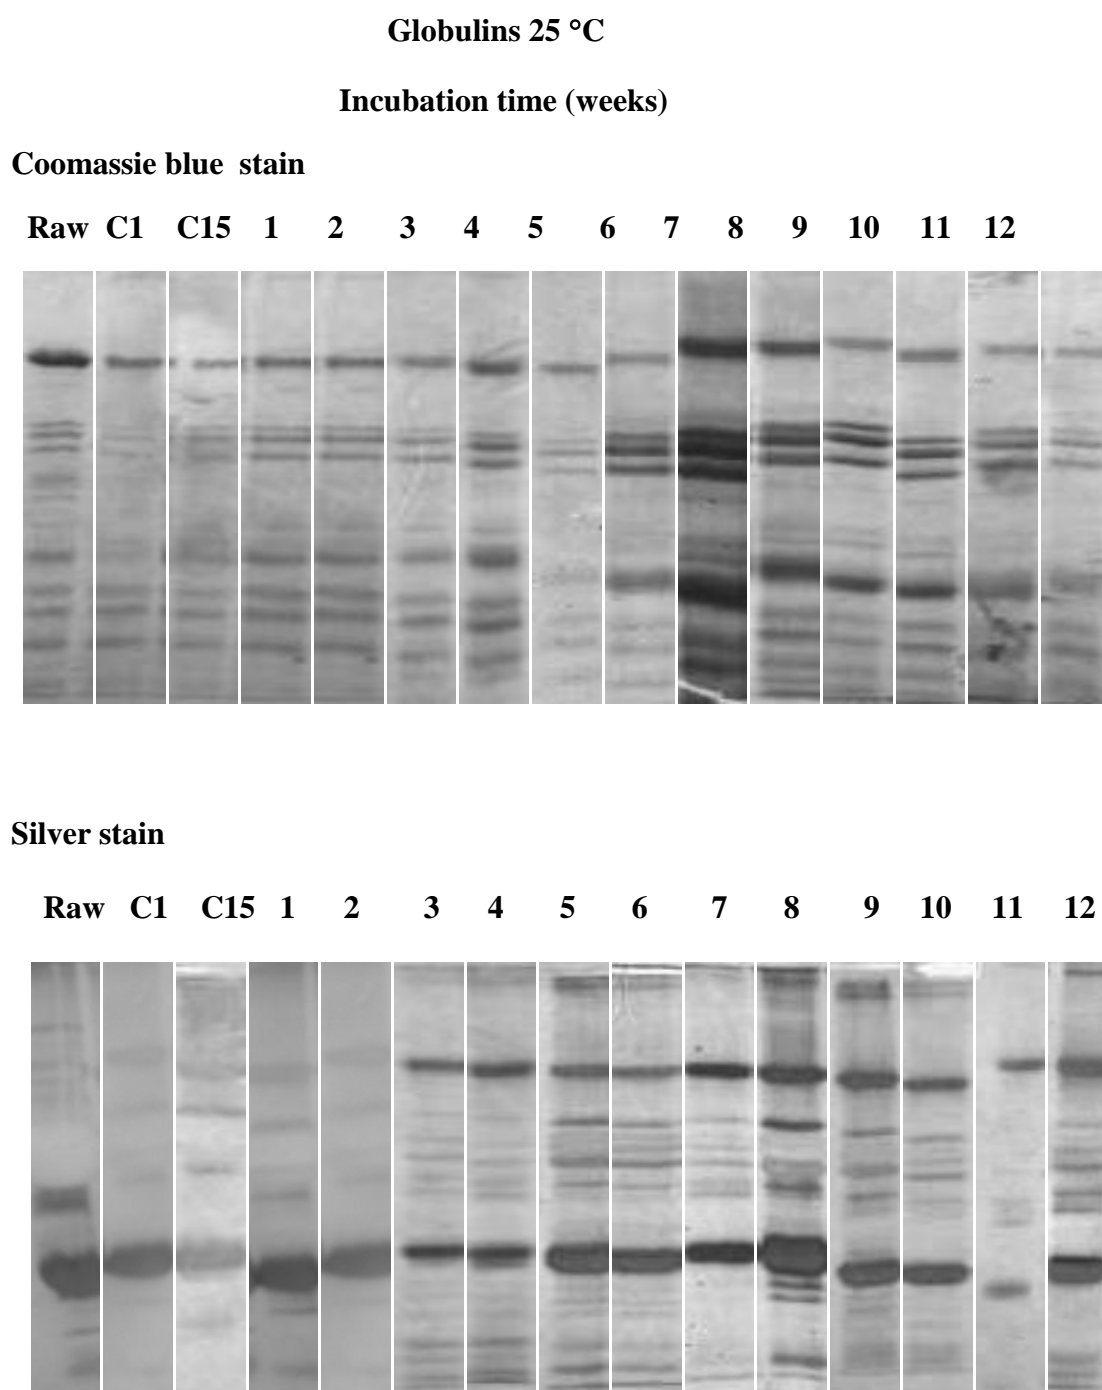 Globulins 25 °C
Incubation time (weeks)
Coomassie blue stain
Raw C1 C15 1 2 3 4 5 6 7 8 9 10 11 12
Silver stain
Raw C1 C15 1 2 3 4 5 6 7 8 9 10 11 12